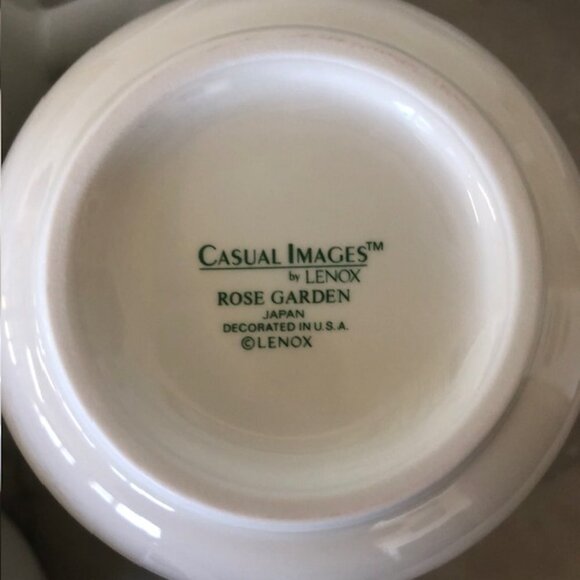 CASUAL IMAGES™
by LENOX
ROSE GARDEN
JAPAN
DECORATED IN U.S.A.
©LENOX